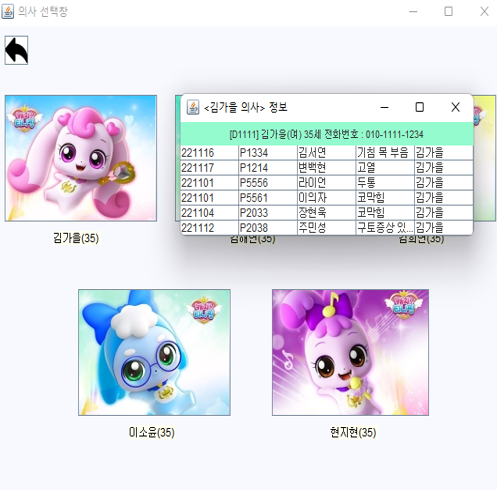 의사 선택창
<김가을 의사> 정보
[D1111] 김가을(여) 35세 전화번호 : 010-1111-1234
221116 P1334 김서연 기침 목 부음 김가을
221117 P1214 변백현 고열 김가을
221101 P5556 라이언 두통 김가을
221101 P5561 이의자 코막힘 김가을
221104 P2033 장현욱 코막힘 김가을
221112 P2038 주민성 구토증상 있,... 김가을
김가을(35)
김해연(35)
김희연(35)
이소윤(35)
현지현(35)